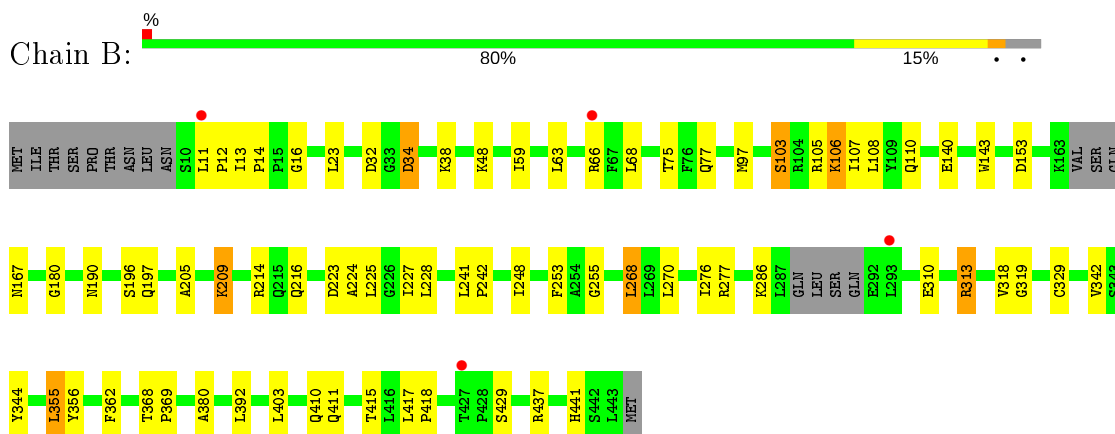 %
Chain B:
80% 15% • •
MET ILE THR SER PRO THR ASN LEU ASN S10 L11 P12 I13 P14 P15 G16 L23 D32 G33 D34 K38 K48 I59 L63 R66 F67 L68 T75 F76 Q77 M97 S103 R104 R105 K106 I107 L108 Y109 Q110 E140 W143 D153 K163 VAL SER GLN
N167 G180 N190 S196 Q197 A205 K209 R214 Q215 Q216 D223 A224 L225 G226 I227 L228 L241 P242 I248 F253 A254 G255 L268 L269 L270 I276 R277 K286 L287 GLN LEU SER GLN E292 L293 E310 R313 V318 G319 C329 V342 S343
Y344 L355 Y356 F362 T368 P369 A380 L392 L403 Q410 Q411 T415 L416 L417 P418 T427 P428 S429 R437 H441 S442 L443 MET